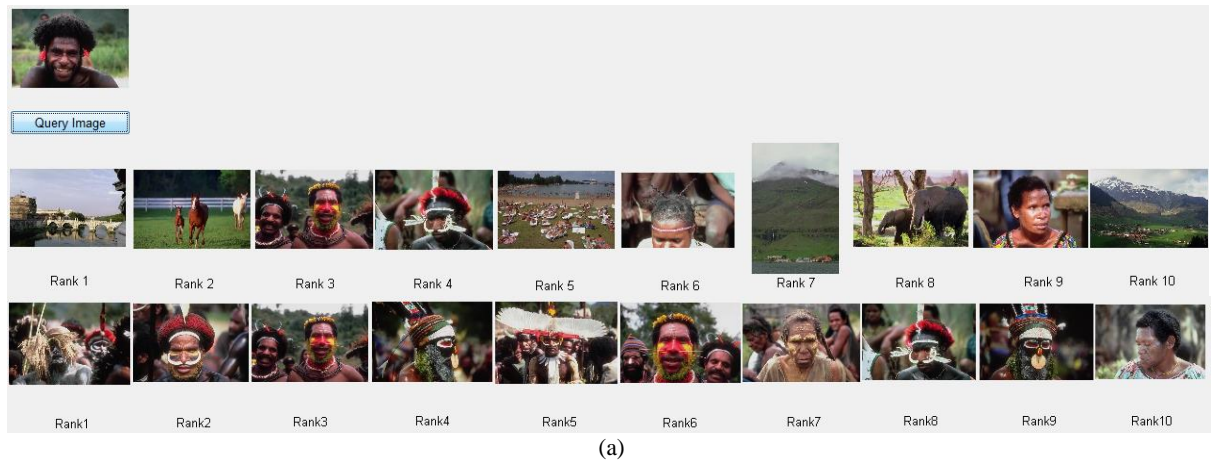 Query Image
Rank 1 Rank 2 Rank 3 Rank 4 Rank 5 Rank 6 Rank 7 Rank 8 Rank 9 Rank 10
Rank1 Rank2 Rank3 Rank4 Rank5 Rank6 Rank7 Rank8 Rank9 Rank10
(a)